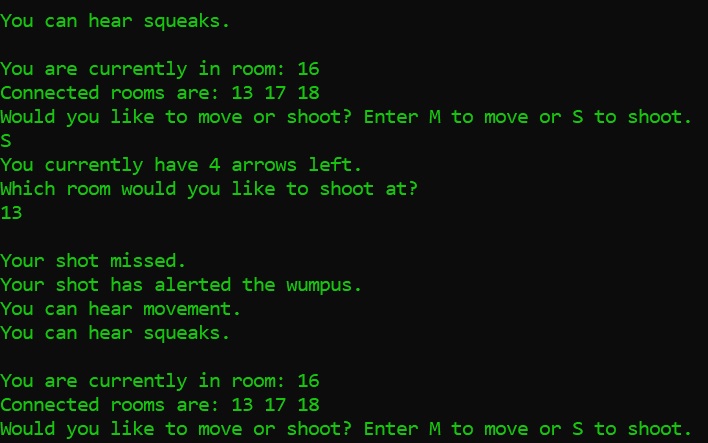 You can hear squeaks.
You are currently in room: 16
Connected rooms are: 13 17 18
Would you like to move or shoot? Enter M to move or S to shoot.
S
You currently have 4 arrows left.
Which room would you like to shoot at?
13
Your shot missed.
Your shot has alerted the wumpus.
You can hear movement.
You can hear squeaks.
You are currently in room: 16
Connected rooms are: 13 17 18
Would you like to move or shoot? Enter M to move or S to shoot.